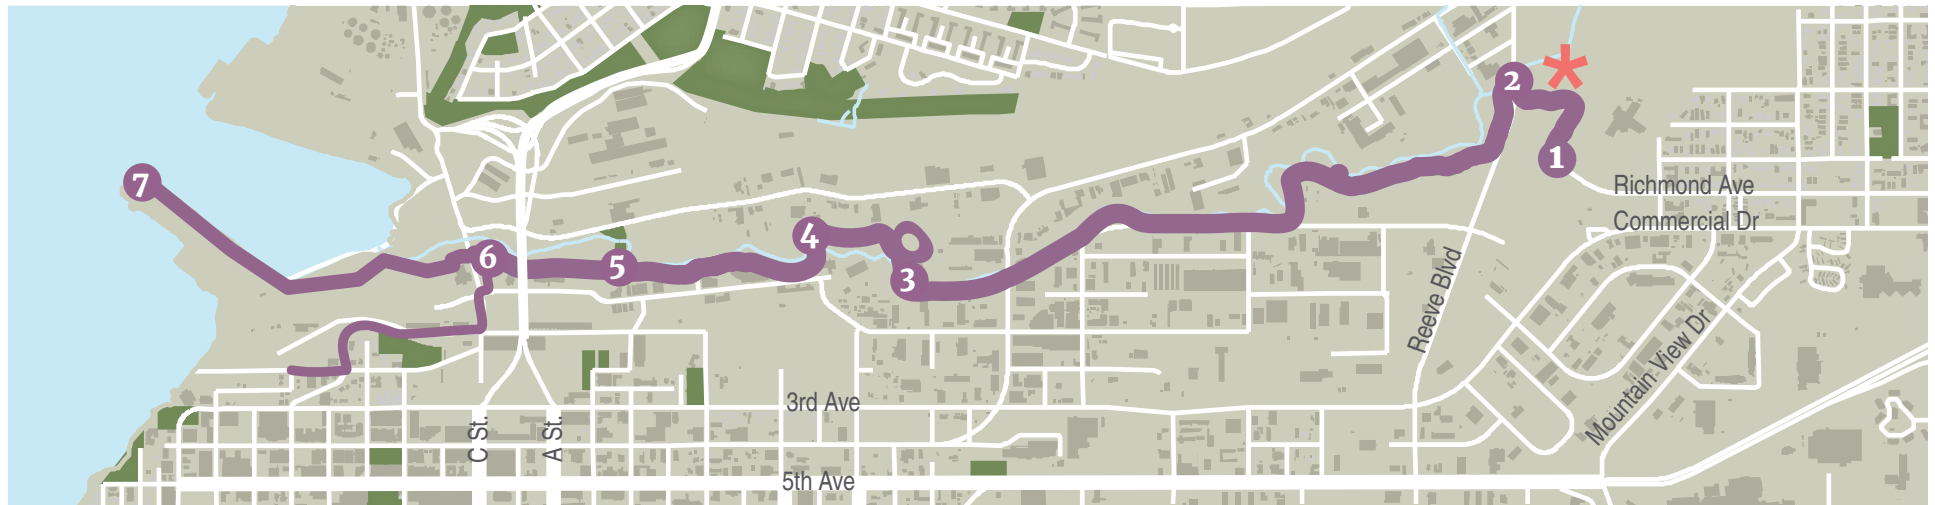 2
*
1
7
Richmond Ave
Commercial Dr
4
6
5
3
Reeve Blvd
Mountain View Dr
3rd Ave
C St.
A St.
5th Ave